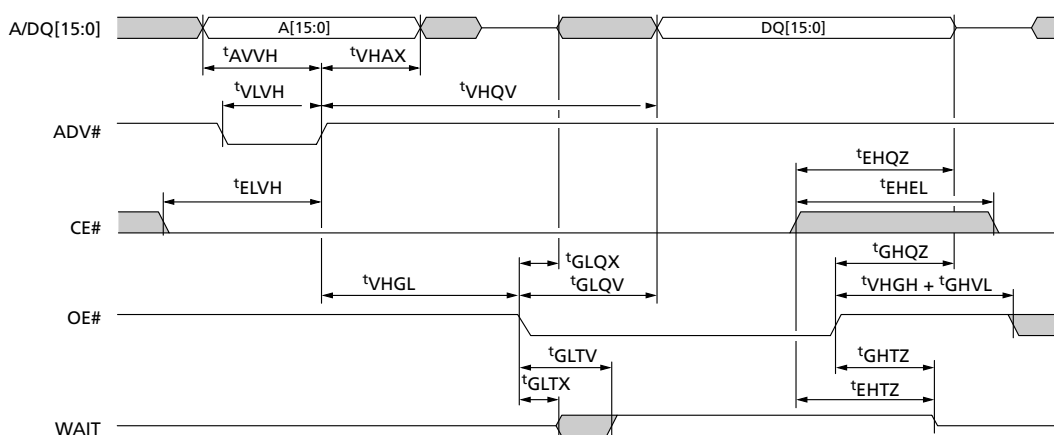 A/DQ[15:0] A[15:0] DQ[15:0]
tAVVH tVHAX
tVLVH tVHQV
ADV#
tEHQZ
tELVH tEHEL
CE#
tGLQX tGHQZ
tVHGL tGLQV tVHGH + tGHVL
OE#
tGLTV tGHTZ
tGLTX tEHTZ
WAIT